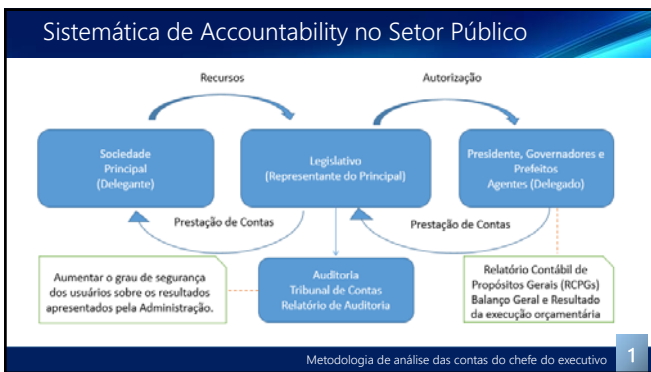 Sistemática de Accountability no Setor Público
Recursos
Autorização
Sociedade
Principal
(Delegante)
Legislativo
(Representante do Principal)
Presidente, Governadores e
Prefeitos
Agentes (Delegado)
Prestação de Contas
Prestação de Contas
Aumentar o grau de segurança
dos usuários sobre os resultados
apresentados pela Administração.
Auditoria
Tribunal de Contas
Relatório de Auditoria
Relatório Contábil de
Propósitos Gerais (RCPGs)
Balanço Geral e Resultado
da execução orçamentária
Metodologia de análise das contas do chefe do executivo
1